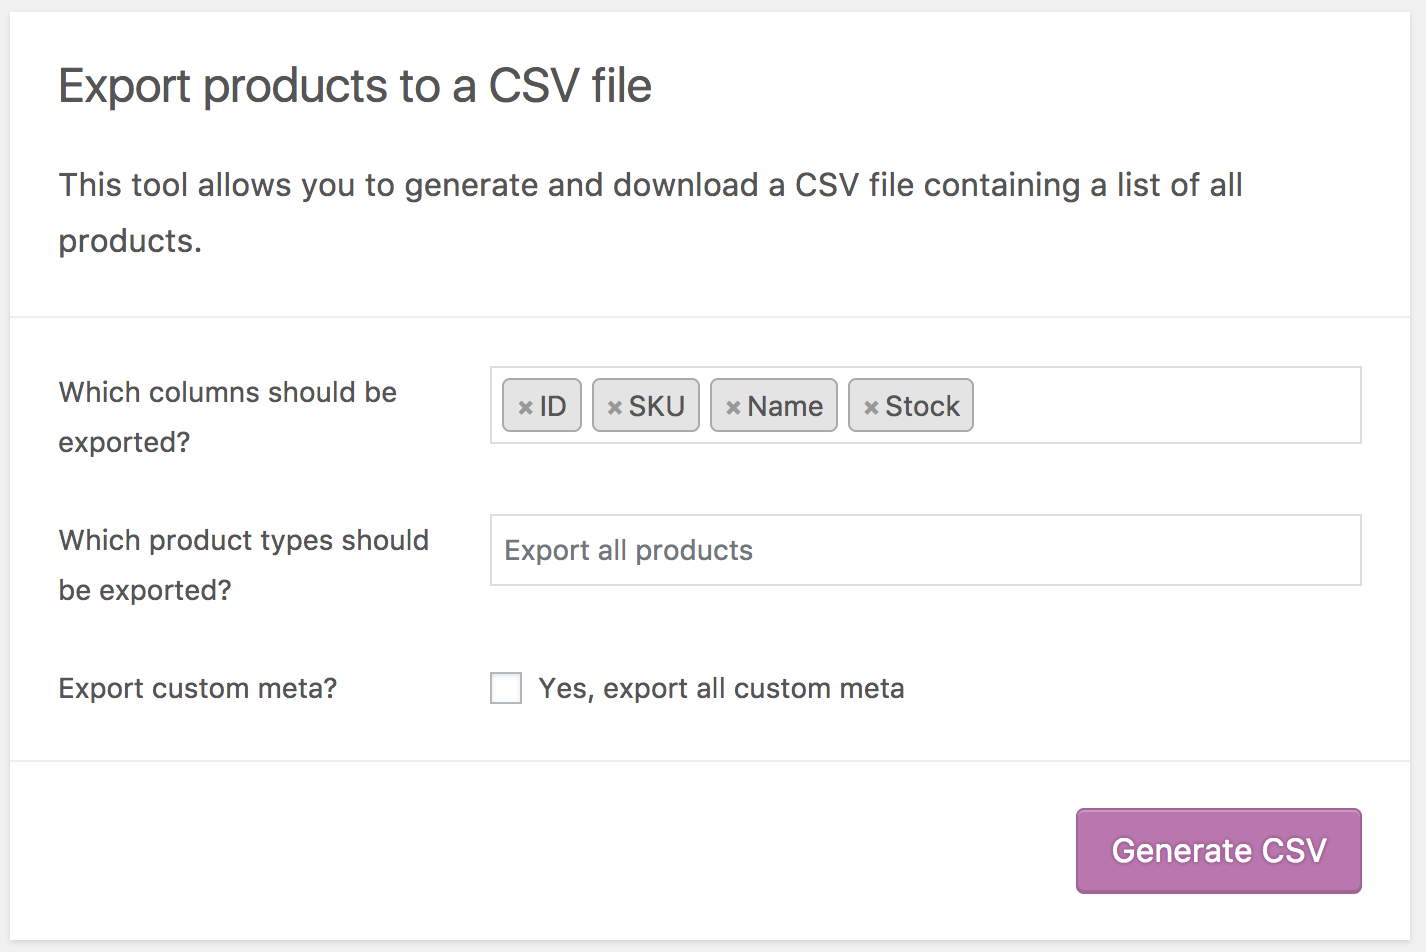 Export products to a CSV file
This tool allows you to generate and download a CSV file containing a list of all
products.
Which columns should be
exported?
× ID × SKU × Name × Stock
Which product types should
be exported?
Export all products
Export custom meta?
Yes, export all custom meta
Generate CSV